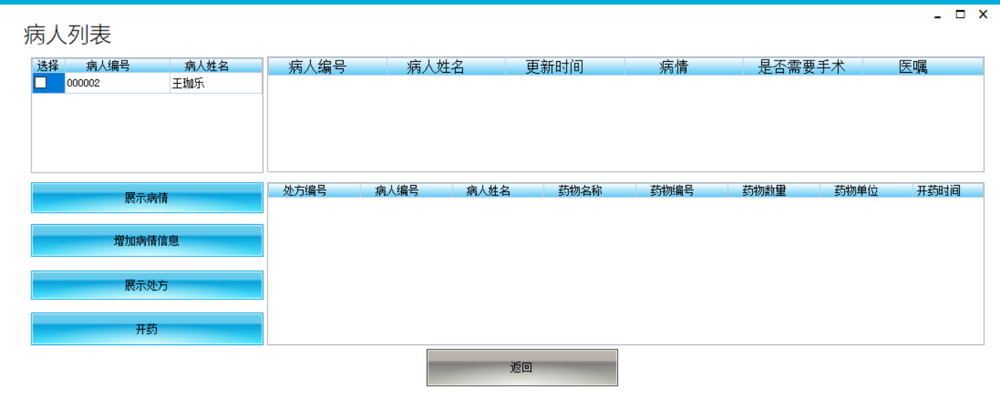 病人列表
选择 病人编号 病人姓名
000002 王珈乐
病人编号 病人姓名 更新时间 病情 是否需要手术 医嘱
展示病情
增加病情信息
展示处方
开药
处方编号 病人编号 病人姓名 药物名称 药物编号 药物数量 药物单位 开药时间
返回